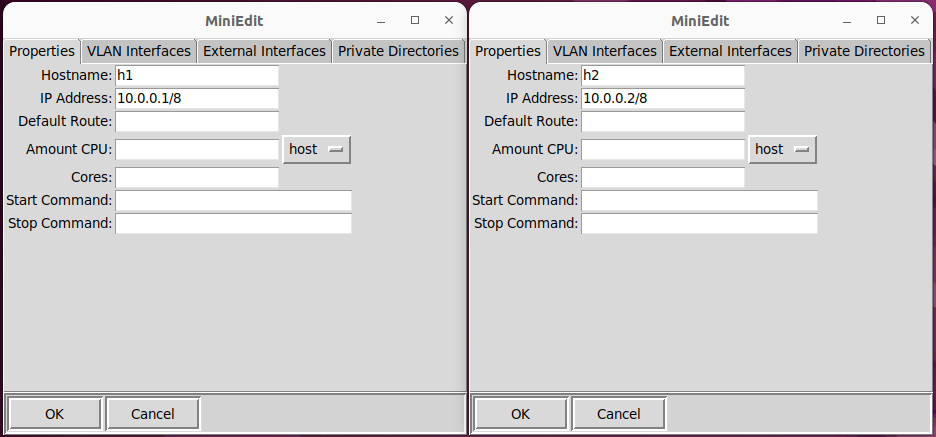 MiniEdit
Properties VLAN Interfaces External Interfaces Private Directories
Hostname: h1
IP Address: 10.0.0.1/8
Default Route:
Amount CPU: host
Cores:
Start Command:
Stop Command:
OK Cancel
MiniEdit
Properties VLAN Interfaces External Interfaces Private Directories
Hostname: h2
IP Address: 10.0.0.2/8
Default Route:
Amount CPU: host
Cores:
Start Command:
Stop Command:
OK Cancel